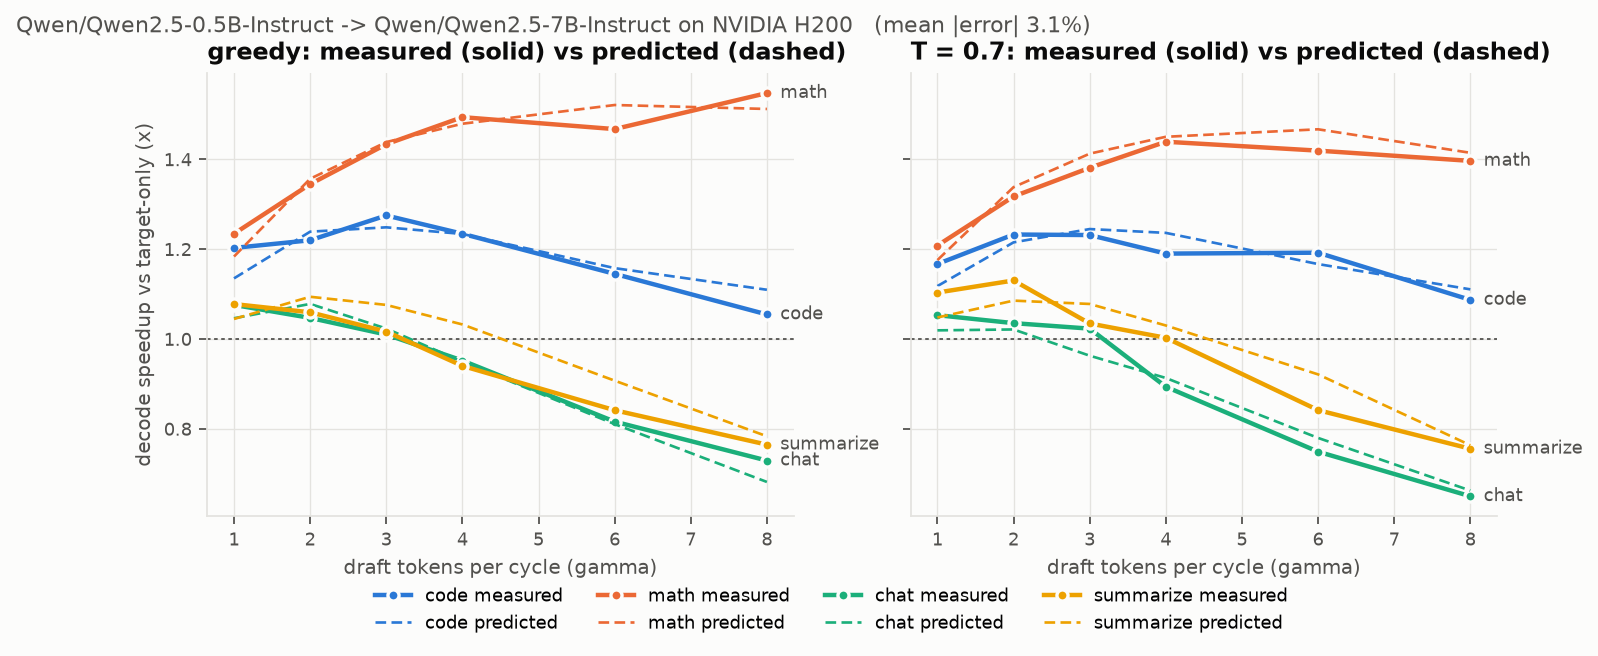 Qwen/Qwen2.5-0.5B-Instruct -> Qwen/Qwen2.5-7B-Instruct on NVIDIA H200 (mean |error| 3.1%)
greedy: measured (solid) vs predicted (dashed)
T = 0.7: measured (solid) vs predicted (dashed)
decode speedup vs target-only (x)
1.4
1.2
1.0
0.8
math
code
summarize
chat
1 2 3 4 5 6 7 8
draft tokens per cycle (gamma)
math
code
summarize
chat
1 2 3 4 5 6 7 8
draft tokens per cycle (gamma)
code measured math measured chat measured summarize measured
code predicted math predicted chat predicted summarize predicted